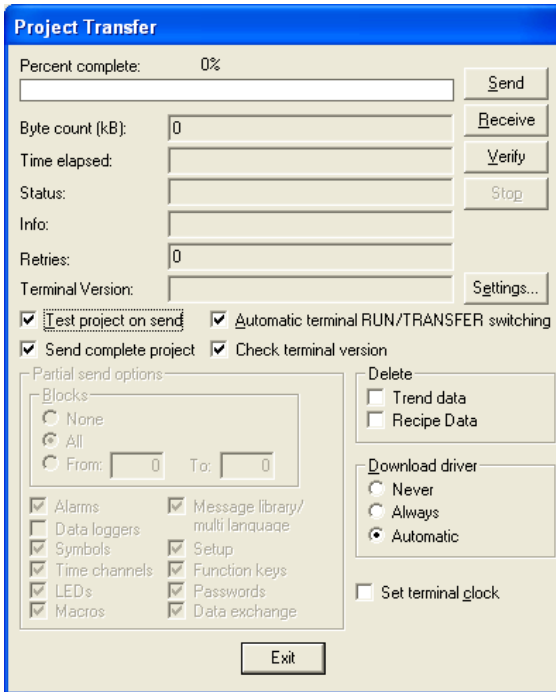 Project Transfer
Percent complete: 0%
Send
Byte count (kB): 0
Receive
Time elapsed:
Verify
Status:
Stop
Info:
Retries: 0
Terminal Version:
Settings...
Test project on send
Automatic terminal RUN/TRANSFER switching
Send complete project
Check terminal version
Partial send options
Blocks
None
All
From: 0 To: 0
Alarms
Data loggers
Symbols
Time channels
LEDs
Macros
Message library/
multi language
Setup
Function keys
Passwords
Data exchange
Delete
Trend data
Recipe Data
Download driver
Never
Always
Automatic
Set terminal clock
Exit